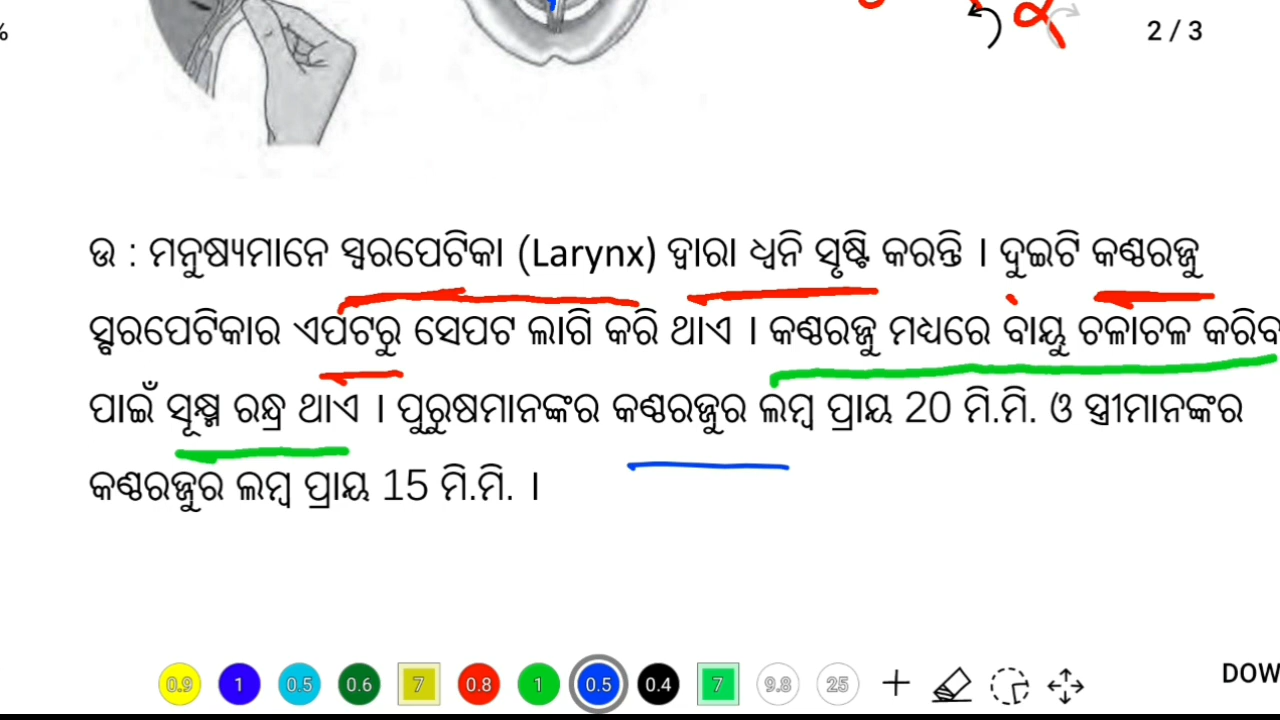 %
2 / 3
ଉ : ମନୁଷ୍ୟମାନେ ସ୍ୱରପେଟିକା (Larynx) ଦ୍ୱାରା ଧ୍ୱନି ସୃଷ୍ଟି କରନ୍ତି । ଦୁଇଟି କଣ୍ଠରଜ୍ଜୁ
ସ୍ବରପେଟିକାର ଏପଟରୁ ସେପଟ ଲାଗି କରି ଥାଏ । କଣ୍ଠରଜ୍ଜୁ ମଧ୍ୟରେ ବାୟୁ ଚଳାଚଳ କରିବ
ପାଇଁ ସୂକ୍ଷ୍ମ ରନ୍ଧ୍ର ଥାଏ । ପୁରୁଷମାନଙ୍କର କଣ୍ଠରଜ୍ଜୁର ଲମ୍ବ ପ୍ରାୟ 20 ମି.ମି. ଓ ସ୍ତ୍ରୀମାନଙ୍କର
କଣ୍ଠରଜ୍ଜୁର ଲମ୍ବ ପ୍ରାୟ 15 ମି.ମି. ।
0.9 1 0.5 0.6 7 0.8 1 0.5 0.4 7 9.8 25
DOW